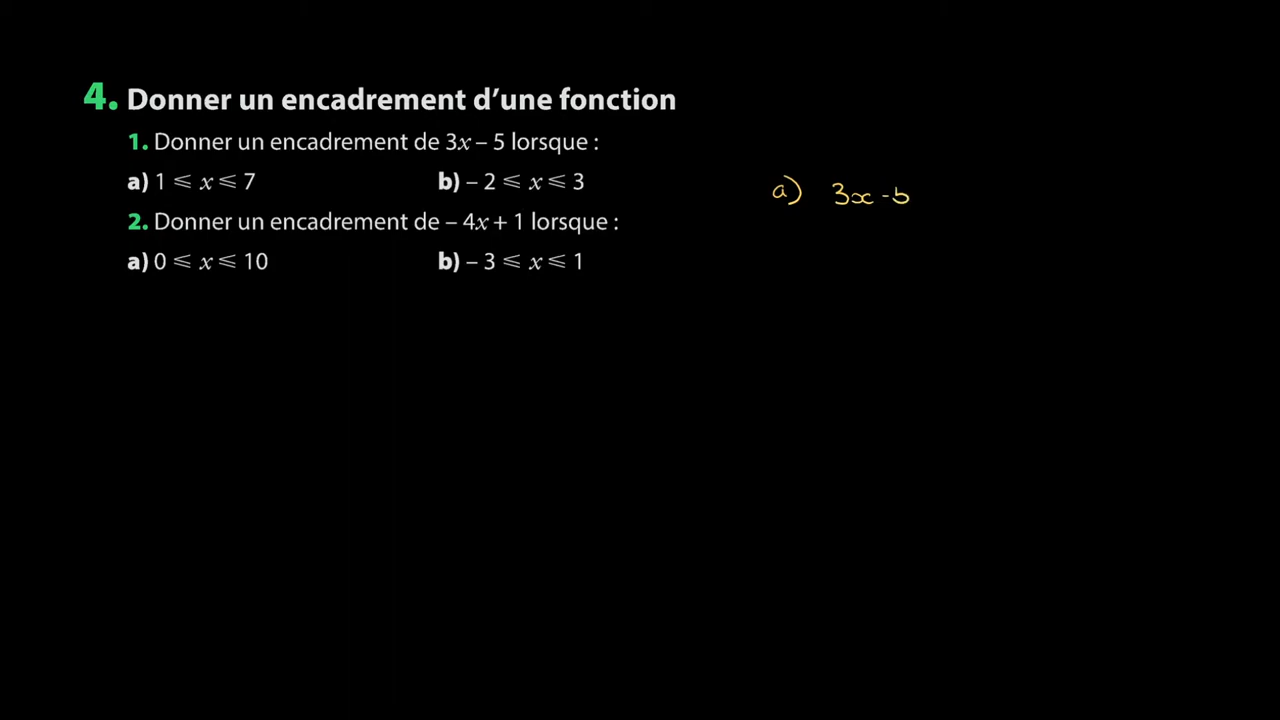 4. Donner un encadrement d’une fonction
1. Donner un encadrement de 3x – 5 lorsque :
a) 1 ⩽ x ⩽ 7 b) – 2 ⩽ x ⩽ 3
a) 3x - b
2. Donner un encadrement de – 4x + 1 lorsque :
a) 0 ⩽ x ⩽ 10 b) – 3 ⩽ x ⩽ 1